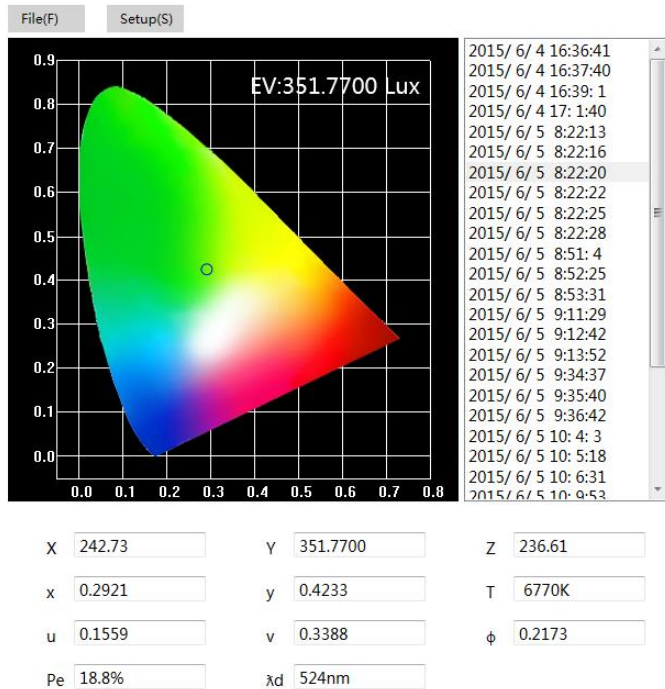 File(F) Setup(S)
EV:351.7700 Lux
0.9
0.8
0.7
0.6
0.5
0.4
0.3
0.2
0.1
0.0
0.0 0.1 0.2 0.3 0.4 0.5 0.6 0.7 0.8
2015/ 6/ 4 16:36:41
2015/ 6/ 4 16:37:40
2015/ 6/ 4 16:39: 1
2015/ 6/ 4 17: 1:40
2015/ 6/ 5 8:22:13
2015/ 6/ 5 8:22:16
2015/ 6/ 5 8:22:20
2015/ 6/ 5 8:22:22
2015/ 6/ 5 8:22:25
2015/ 6/ 5 8:22:28
2015/ 6/ 5 8:51: 4
2015/ 6/ 5 8:52:25
2015/ 6/ 5 8:53:31
2015/ 6/ 5 9:11:29
2015/ 6/ 5 9:12:42
2015/ 6/ 5 9:13:52
2015/ 6/ 5 9:34:37
2015/ 6/ 5 9:35:40
2015/ 6/ 5 9:36:42
2015/ 6/ 5 10: 4: 3
2015/ 6/ 5 10: 5:18
2015/ 6/ 5 10: 6:31
2015/ 6/ 5 10: 9:53
X 242.73 Y 351.7700 Z 236.61
x 0.2921 y 0.4233 T 6770K
u 0.1559 v 0.3388 ϕ 0.2173
Pe 18.8% λd 524nm